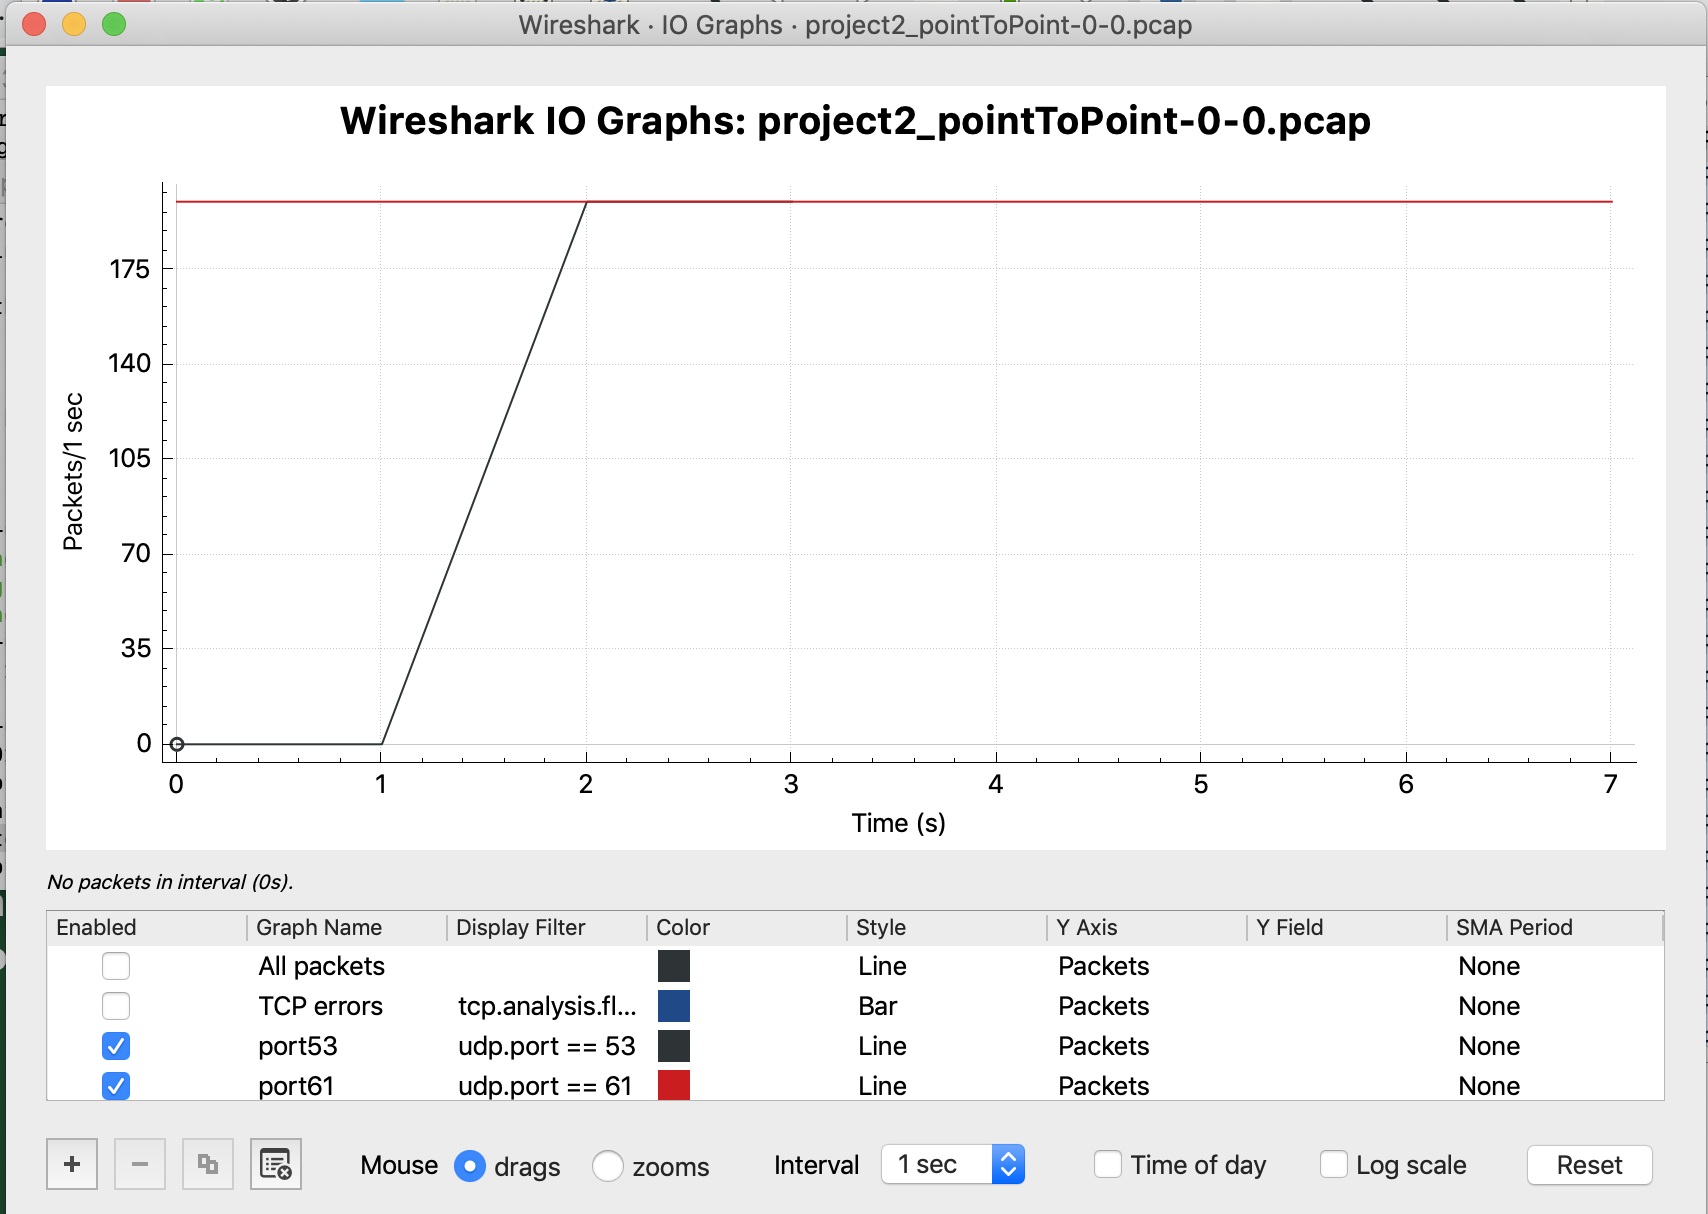 Wireshark · IO Graphs · project2_pointToPoint-0-0.pcap
Wireshark IO Graphs: project2_pointToPoint-0-0.pcap
175
140
105
70
35
0
Packets/1 sec
0 1 2 3 4 5 6 7
Time (s)
No packets in interval (0s).
Enabled Graph Name Display Filter Color Style Y Axis Y Field SMA Period
All packets Line Packets None
TCP errors tcp.analysis.fl... Bar Packets None
port53 udp.port == 53 Line Packets None
port61 udp.port == 61 Line Packets None
Mouse drags zooms Interval 1 sec Time of day Log scale Reset